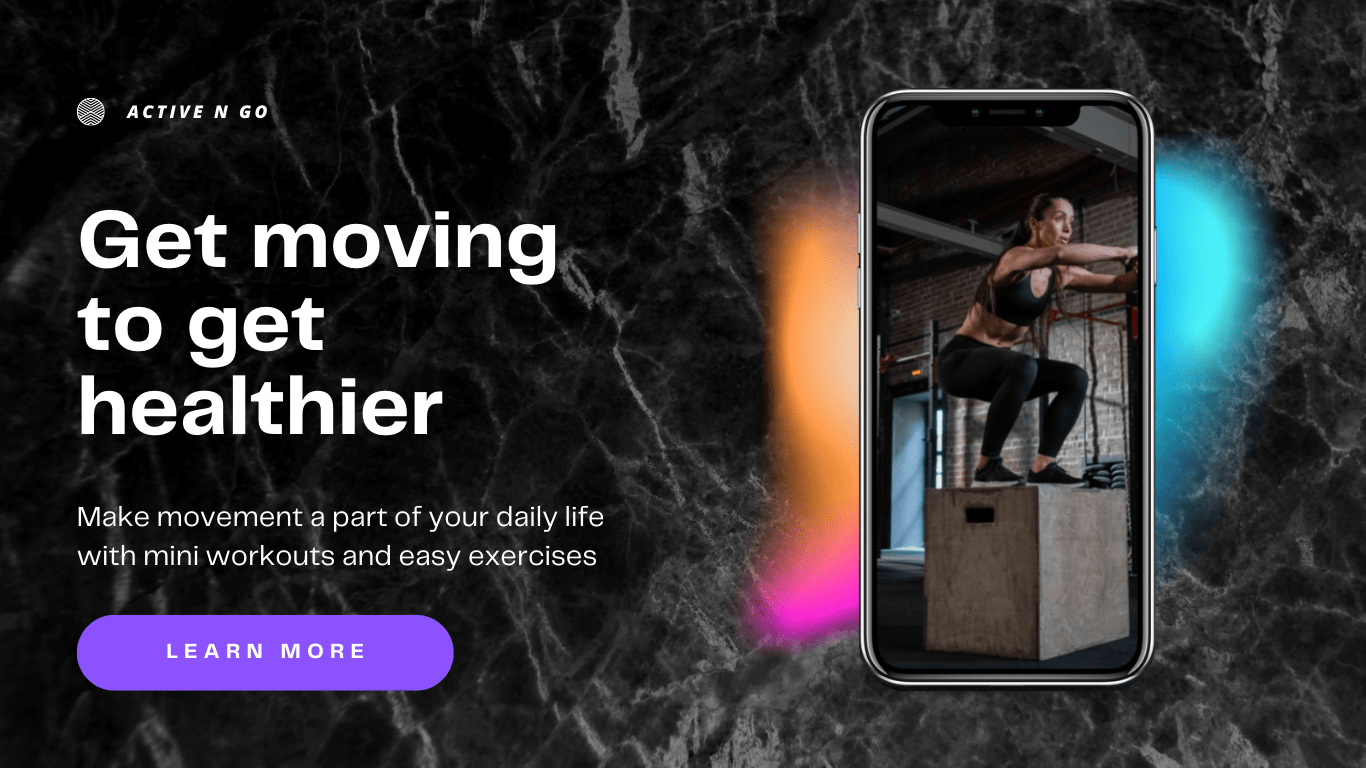 ACTIVE N GO
Get moving
to get
healthier
Make movement a part of your daily life
with mini workouts and easy exercises
LEARN MORE